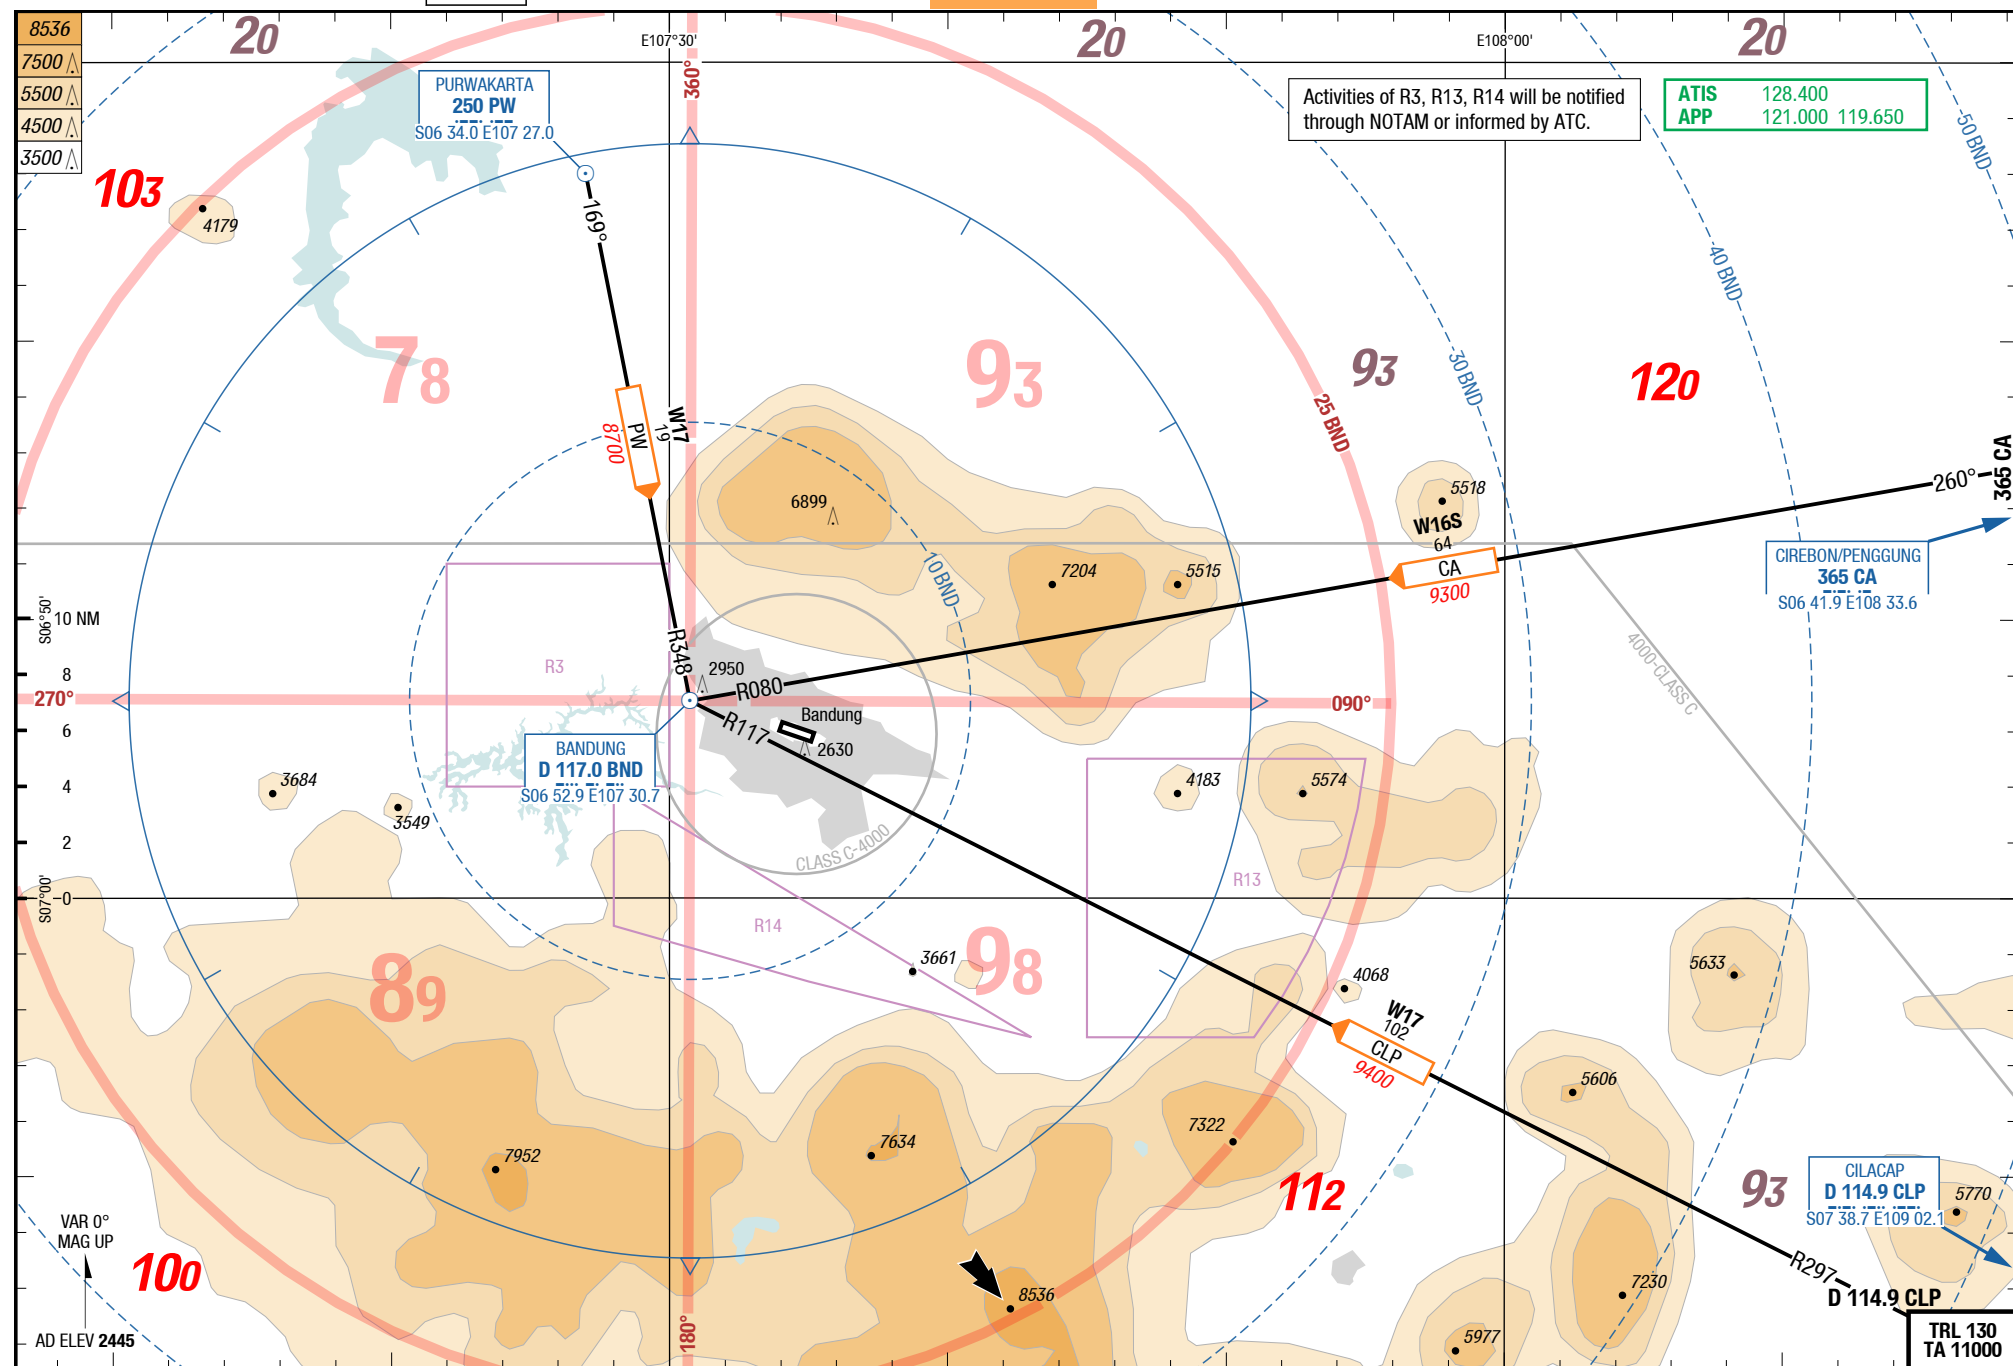 8536
7500
5500
4500
3500
20
E107°30'
20
E108°00'
20
PURWAKARTA
250 PW
S06 34.0 E107 27.0
360°
Activities of R3, R13, R14 will be notified
through NOTAM or informed by ATC.
ATIS 128.400
APP 121.000 119.650
50 BND
103
4179
169°
40 BND
78
93
93
30 BND
120
25 BND
W17
19
PW
8700
6899
5518
W16S
64
CA
9300
260°
365 CA
CIREBON/PENGGUNG
365 CA
S06 41.9 E108 33.6
7204
5515
10 BND
S06°50'
10 NM
8
6
4
2
0
S07°00'
R3
R348
2950
R080
4000-CLASS C
270°
090°
R117
Bandung
2630
BANDUNG
D 117.0 BND
S06 52.9 E107 30.7
3684
3549
4183
5574
CLASS C-4000
R13
R14
3661
98
89
4068
5633
W17
102
CLP
9400
5606
7952
7634
7322
112
93
CILACAP
D 114.9 CLP
S07 38.7 E109 02.1
5770
VAR 0°
MAG UP
100
8536
7230
R297
D 114.9 CLP
AD ELEV 2445
180°
5977
TRL 130
TA 11000